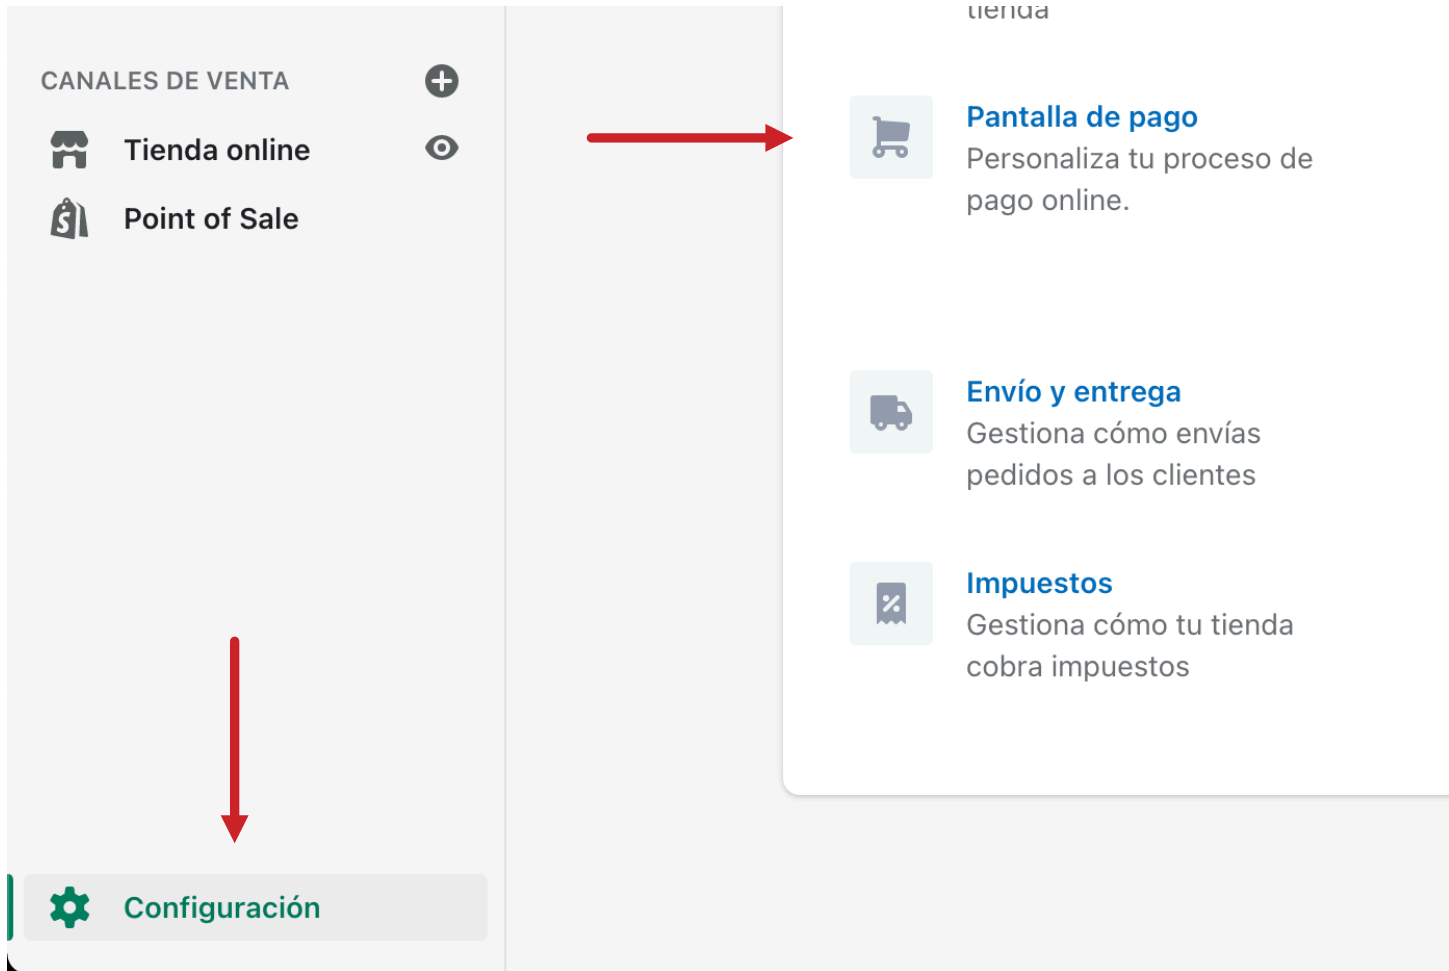 CANALES DE VENTA
Tienda online
Point of Sale
Configuración
tienda
Pantalla de pago
Personaliza tu proceso de
pago online.
Envío y entrega
Gestiona cómo envías
pedidos a los clientes
Impuestos
Gestiona cómo tu tienda
cobra impuestos